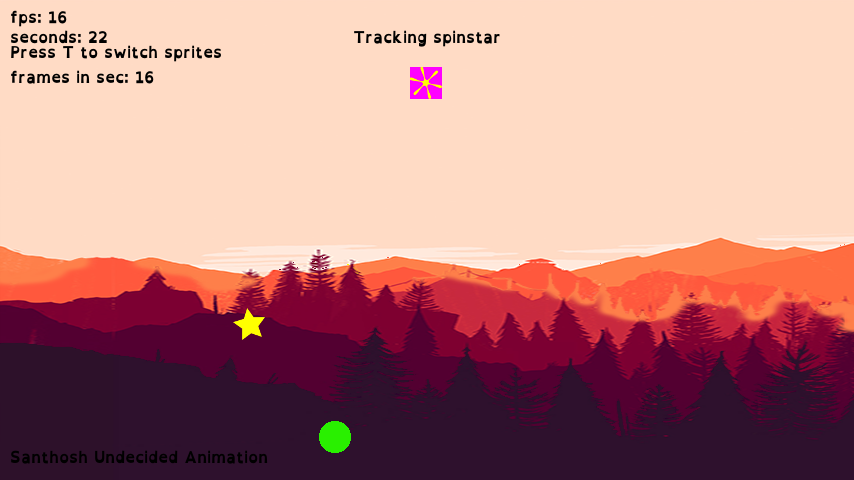 fps: 16
seconds: 22
Press T to switch sprites
frames in sec: 16
Tracking spinstar
Santhosh Undecided Animation